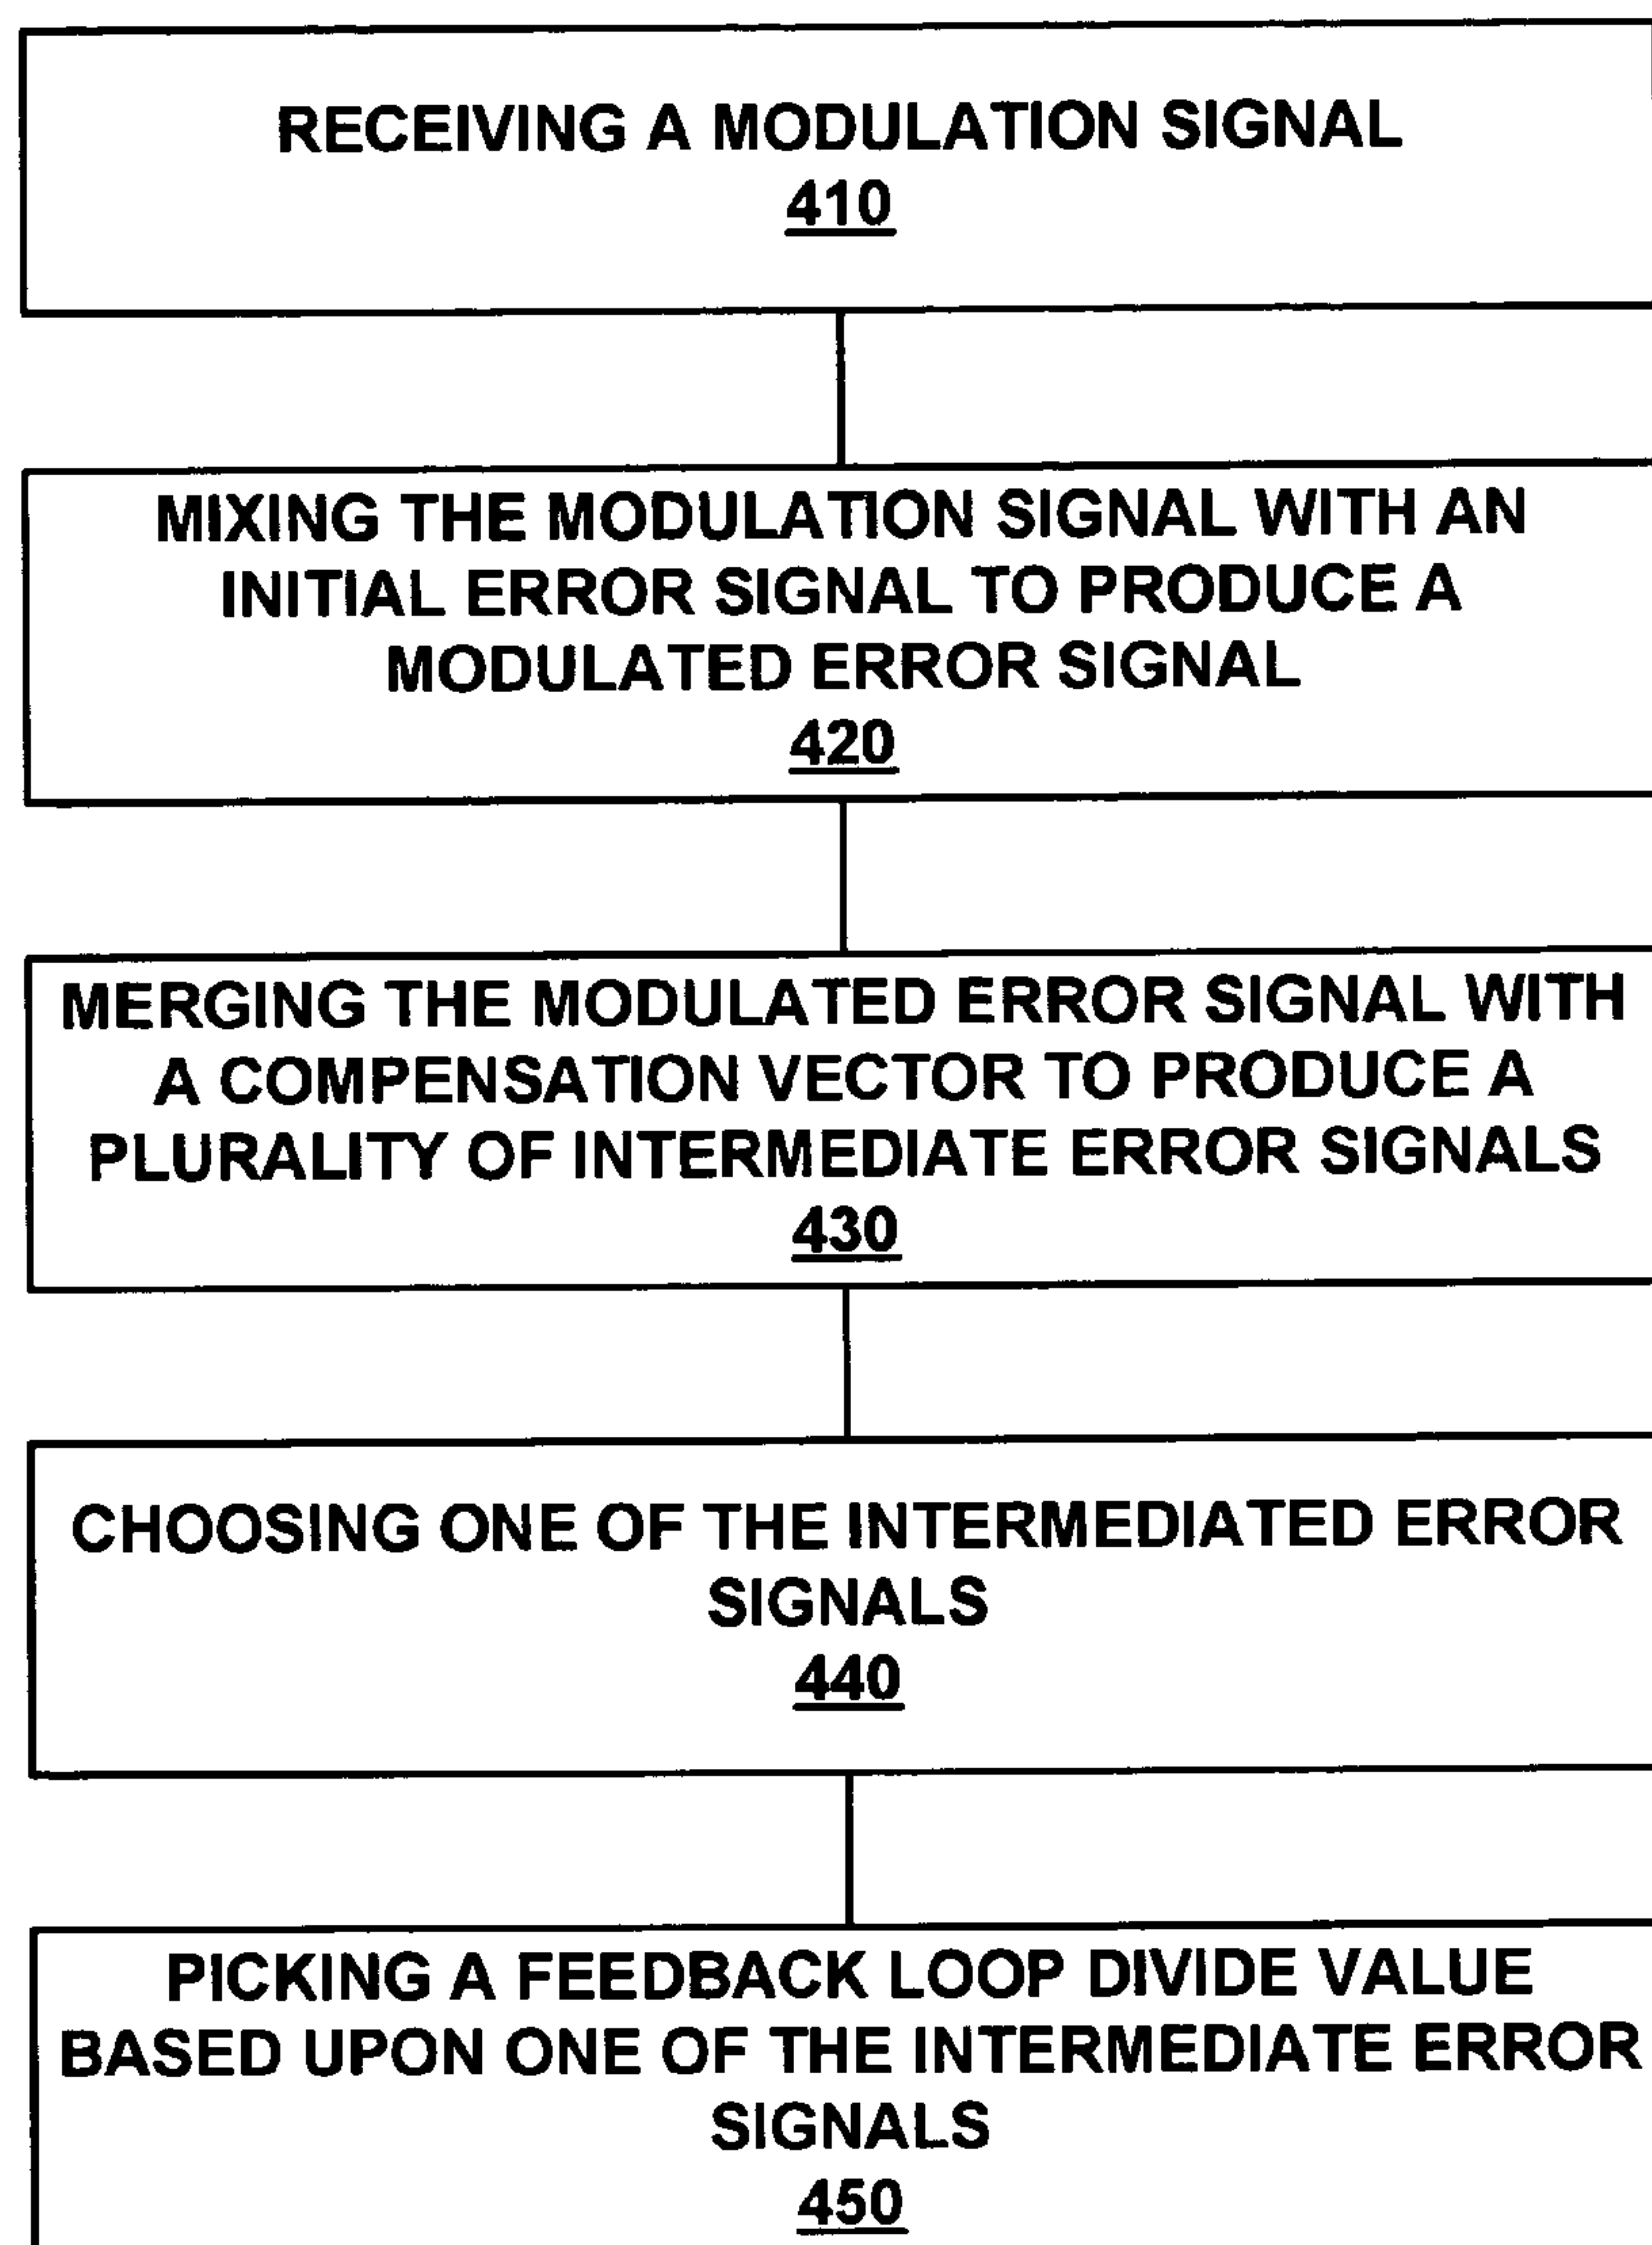 RECEIVING A MODULATION SIGNAL
410
MIXING THE MODULATION SIGNAL WITH AN
INITIAL ERROR SIGNAL TO PRODUCE A
MODULATED ERROR SIGNAL
420
MERGING THE MODULATED ERROR SIGNAL WITH
A COMPENSATION VECTOR TO PRODUCE A
PLURALITY OF INTERMEDIATE ERROR SIGNALS
430
CHOOSING ONE OF THE INTERMEDIATED ERROR
SIGNALS
440
PICKING A FEEDBACK LOOP DIVIDE VALUE
BASED UPON ONE OF THE INTERMEDIATE ERROR
SIGNALS
450